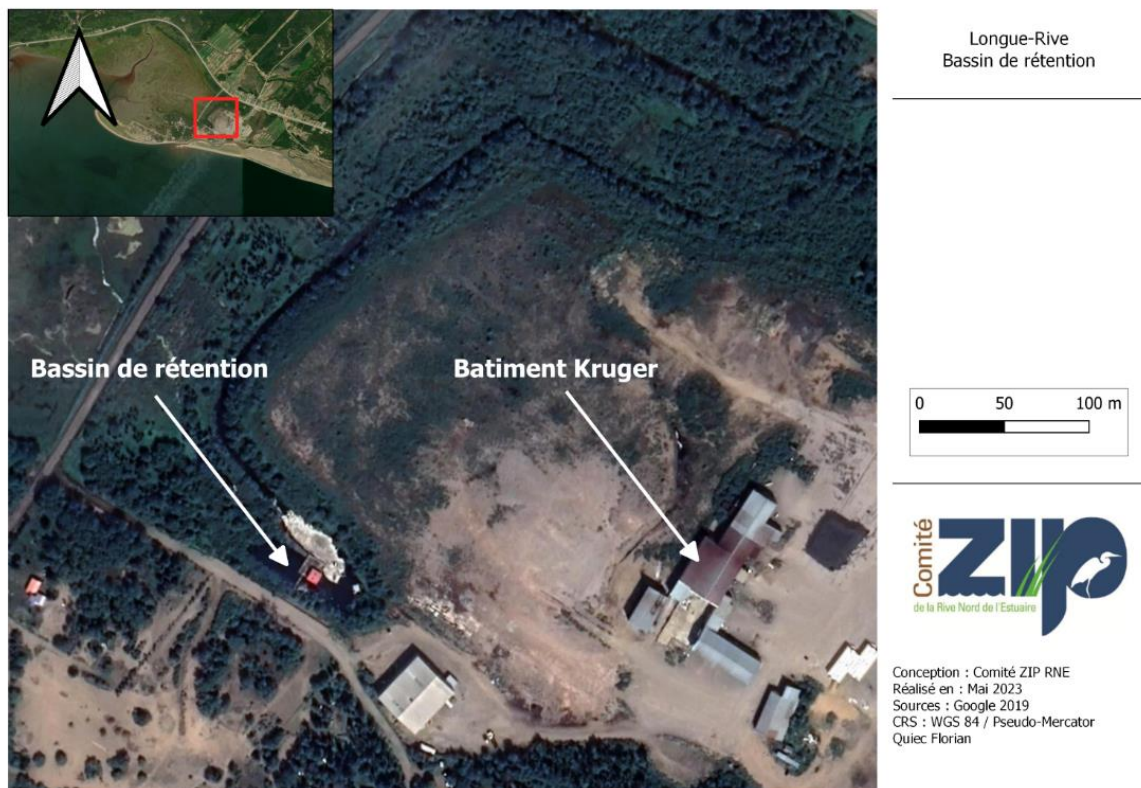 Longue-Rive
Bassin de rétention
Bassin de rétention
Batiment Kruger
0 50 100 m
Comité
ZIP
de la Rive Nord de l'Estuaire
Conception : Comité ZIP RNE
Réalisé en : Mai 2023
Sources : Google 2019
CRS : WGS 84 / Pseudo-Mercator
Quiec Florian